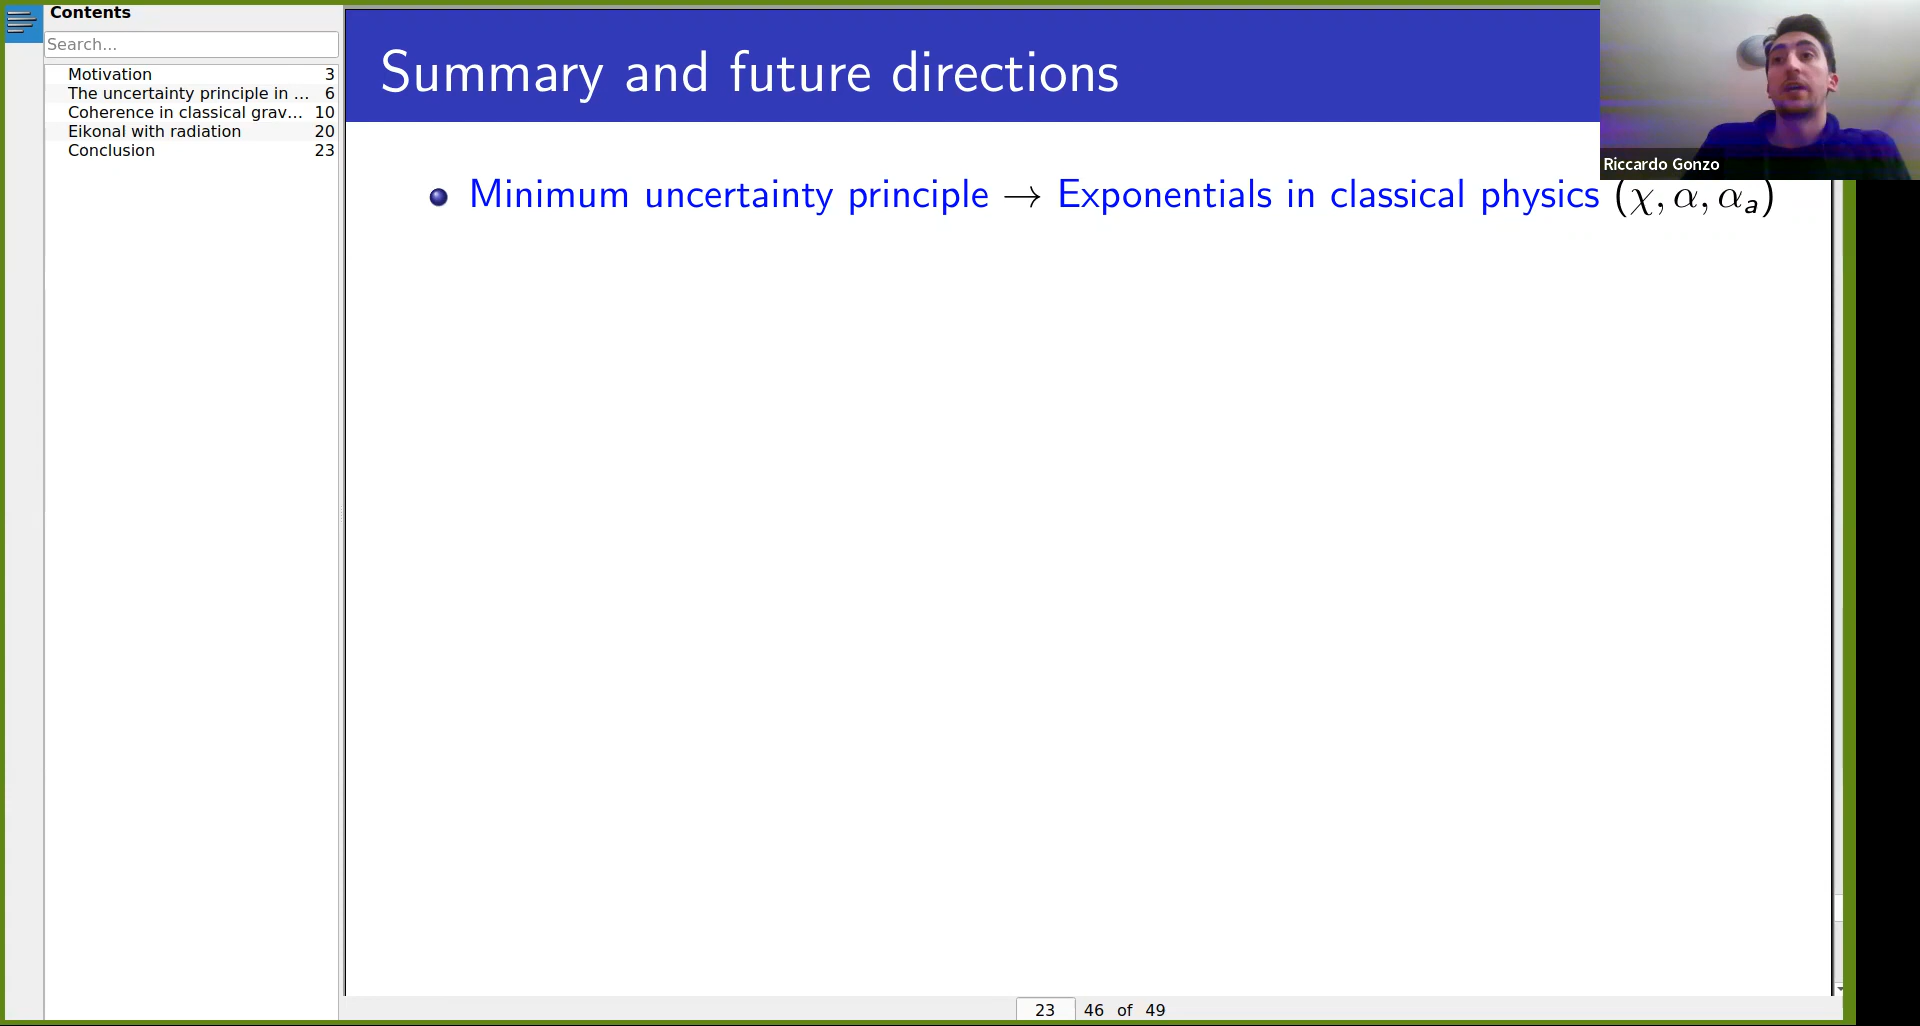 Contents
Search...
Motivation 3
The uncertainty principle in ... 6
Coherence in classical grav... 10
Eikonal with radiation 20
Conclusion 23
Summary and future directions
Riccardo Gonzo
Minimum uncertainty principle → Exponentials in classical physics (χ, α, αₐ)
23 46 of 49